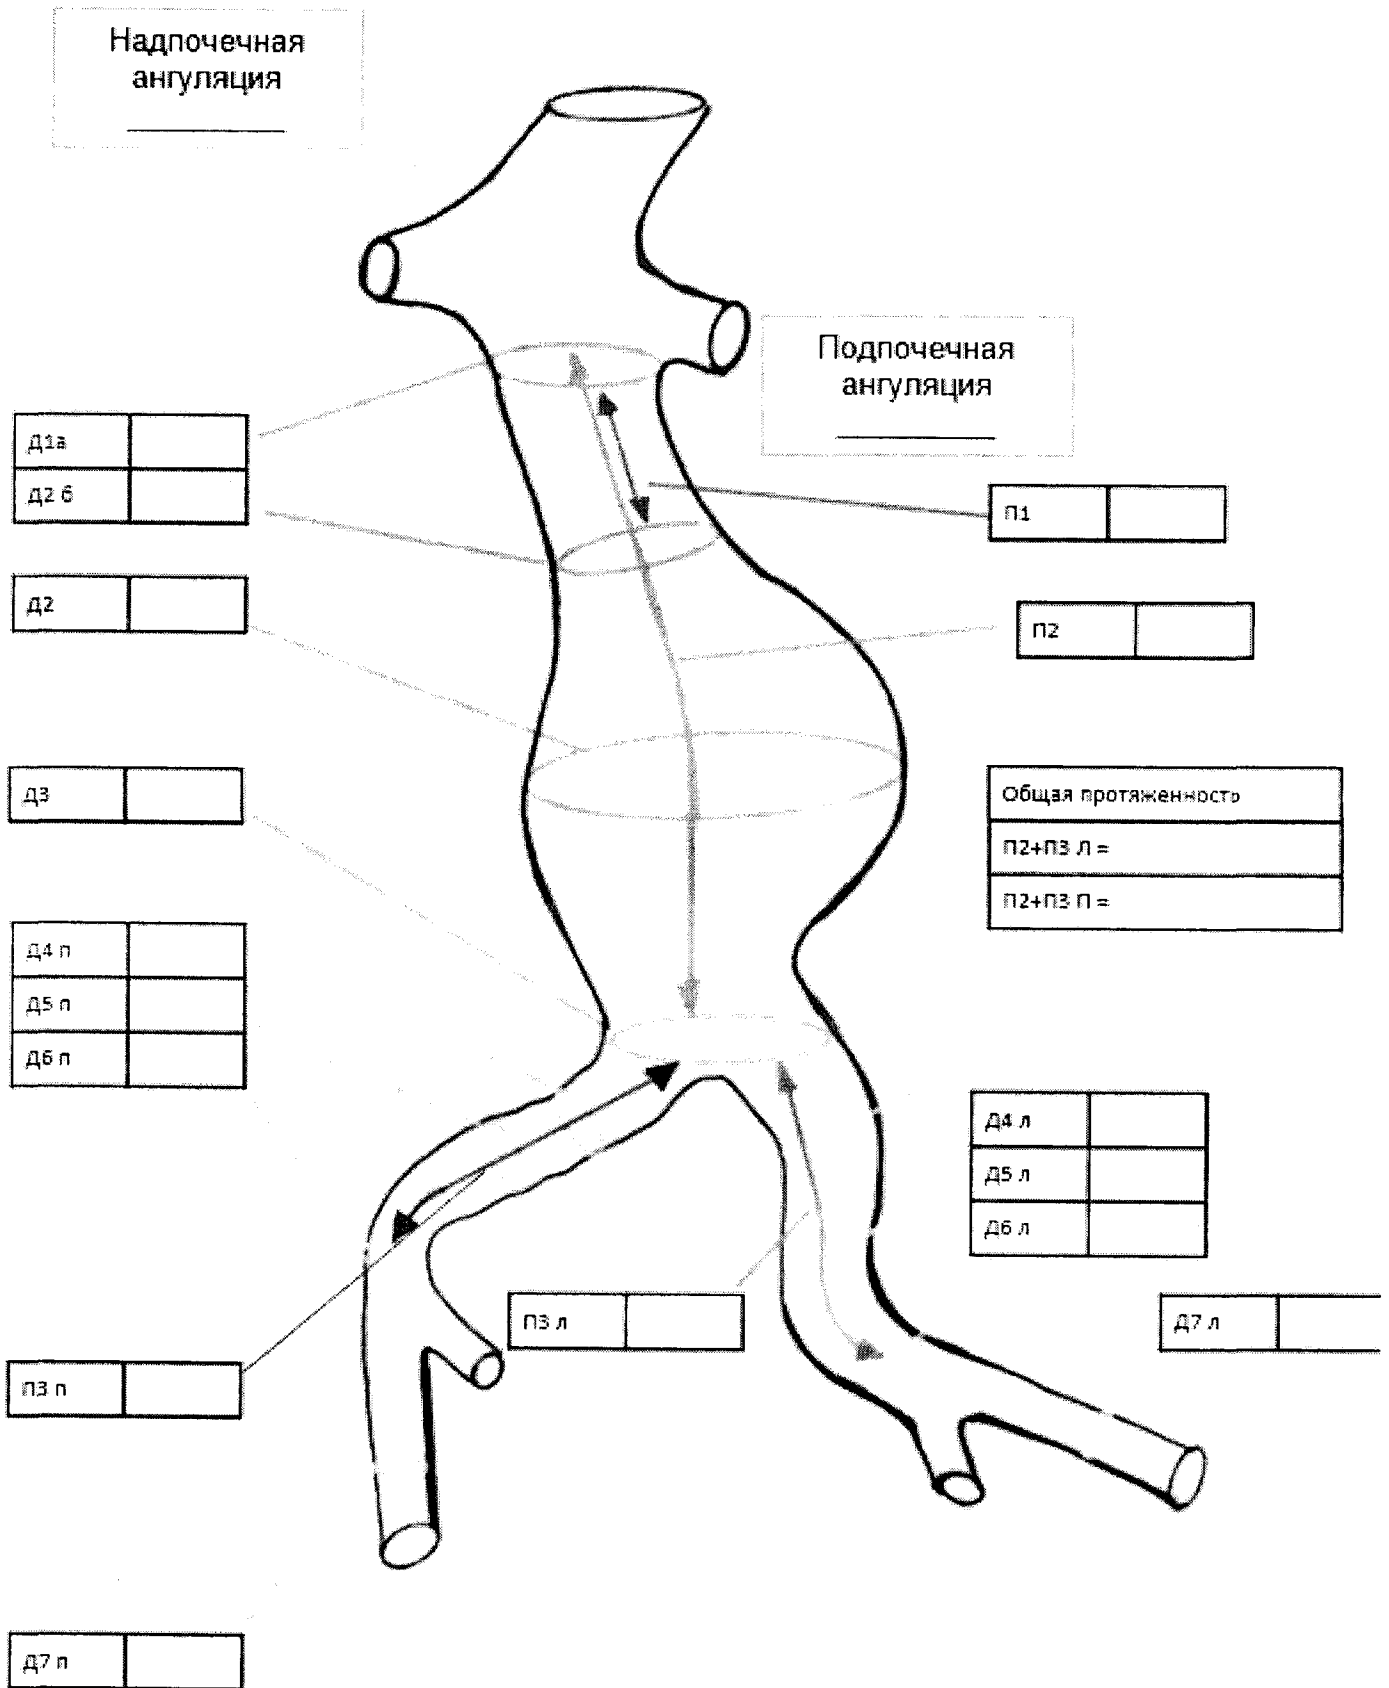 Надпочечная
ангуляция
Подпочечная
ангуляция
Д1а
Д2 б
П1
Д2
П2
Д3
Общая протяженность
П2+П3 Л =
П2+П3 П =
Д4 п
Д5 п
Д6 п
Д4 л
Д5 л
Д6 л
П3 л
Д7 л
П3 п
Д7 п